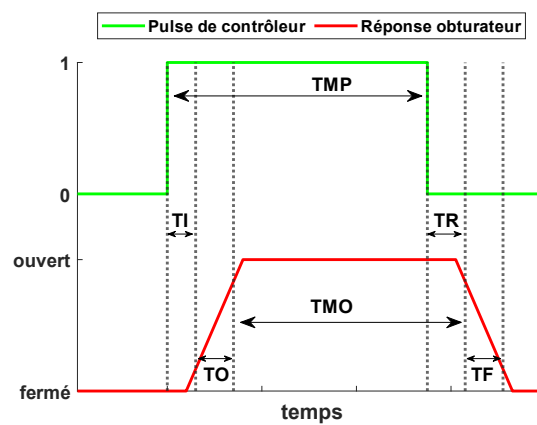 Pulse de contrôleur Réponse obturateur
1
TMP
0
TI TR
ouvert
TMO
TO TF
fermé
temps